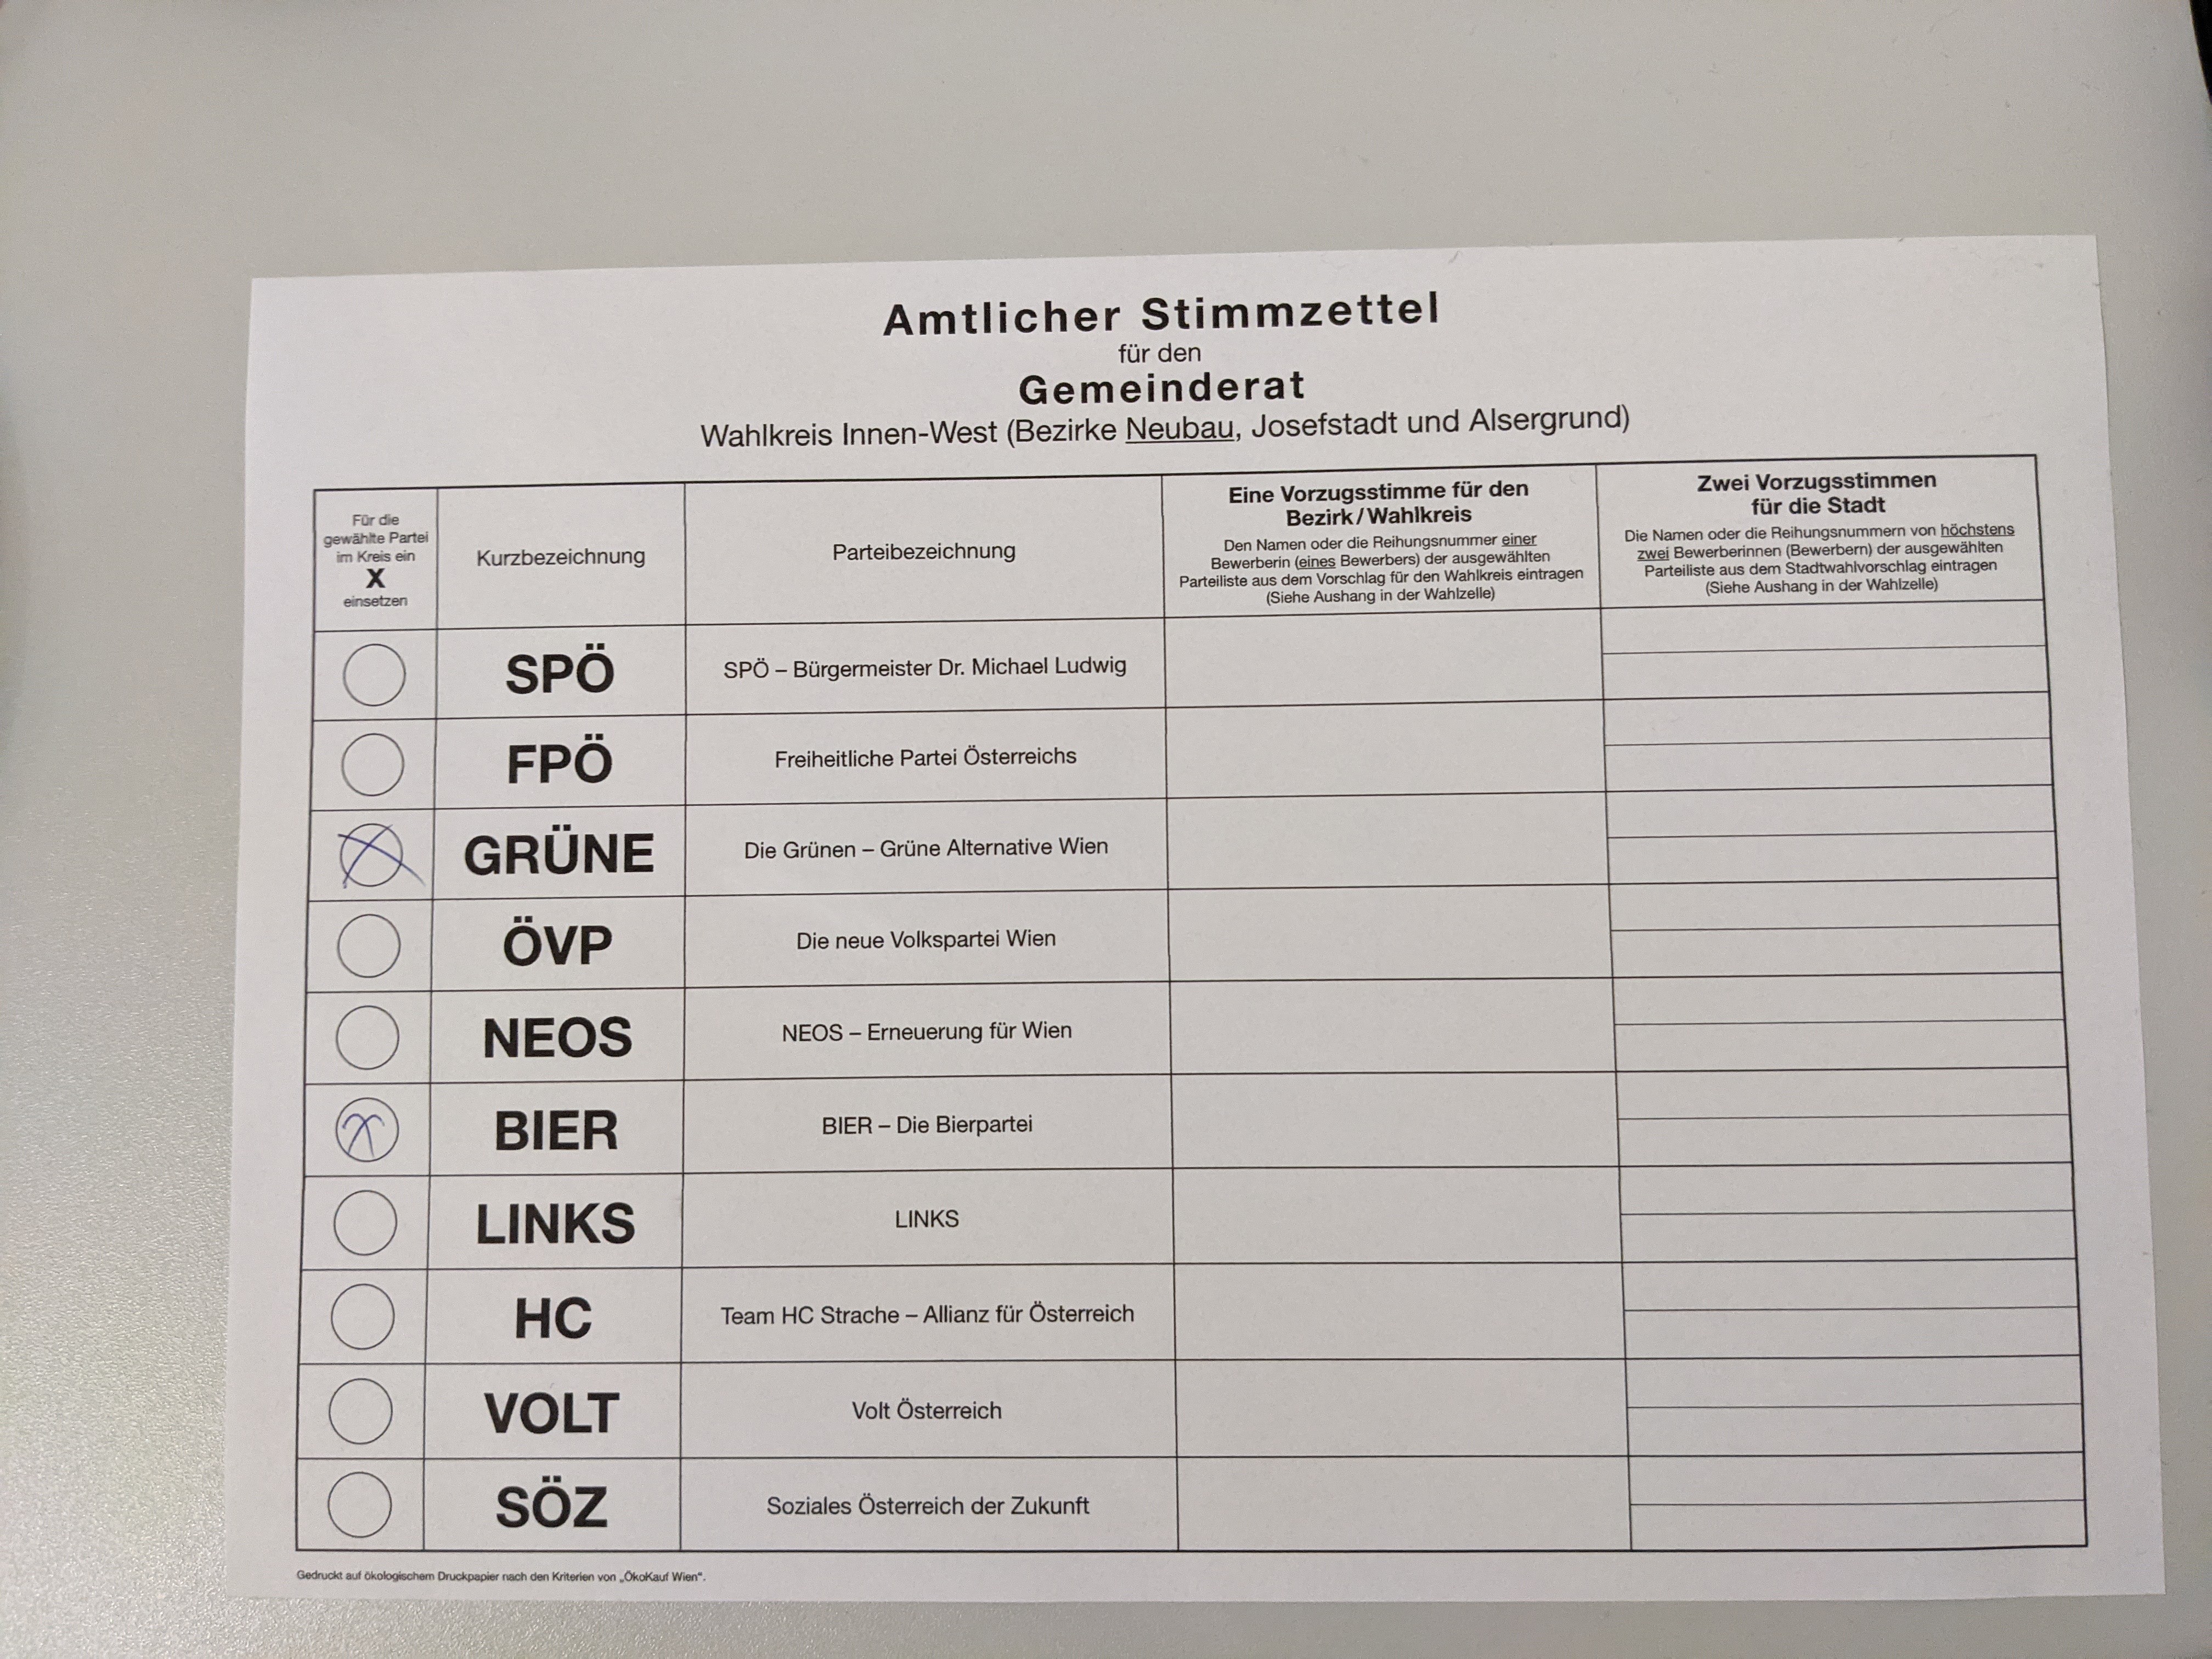 Amtlicher Stimmzettel
für den
Gemeinderat
Wahlkreis Innen-West (Bezirke Neubau, Josefstadt und Alsergrund)
Für die
gewählte Partei
im Kreis ein
X
einsetzen
Kurzbezeichnung
Parteibezeichnung
Eine Vorzugsstimme für den
Bezirk/Wahlkreis
Den Namen oder die Reihungsnummer einer
Bewerberin (eines Bewerbers) der ausgewählten
Parteiliste aus dem Vorschlag für den Wahlkreis eintragen
(Siehe Aushang in der Wahlzelle)
Zwei Vorzugsstimmen
für die Stadt
Die Namen oder die Reihungsnummern von höchstens
zwei Bewerberinnen (Bewerbern) der ausgewählten
Parteiliste aus dem Stadtwahlvorschlag eintragen
(Siehe Aushang in der Wahlzelle)
SPÖ
SPÖ – Bürgermeister Dr. Michael Ludwig
FPÖ
Freiheitliche Partei Österreichs
X
GRÜNE
Die Grünen – Grüne Alternative Wien
ÖVP
Die neue Volkspartei Wien
NEOS
NEOS – Erneuerung für Wien
X
BIER
BIER – Die Bierpartei
LINKS
LINKS
HC
Team HC Strache – Allianz für Österreich
VOLT
Volt Österreich
SÖZ
Soziales Österreich der Zukunft
Gedruckt auf ökologischem Druckpapier nach den Kriterien von „ÖkoKauf Wien“.